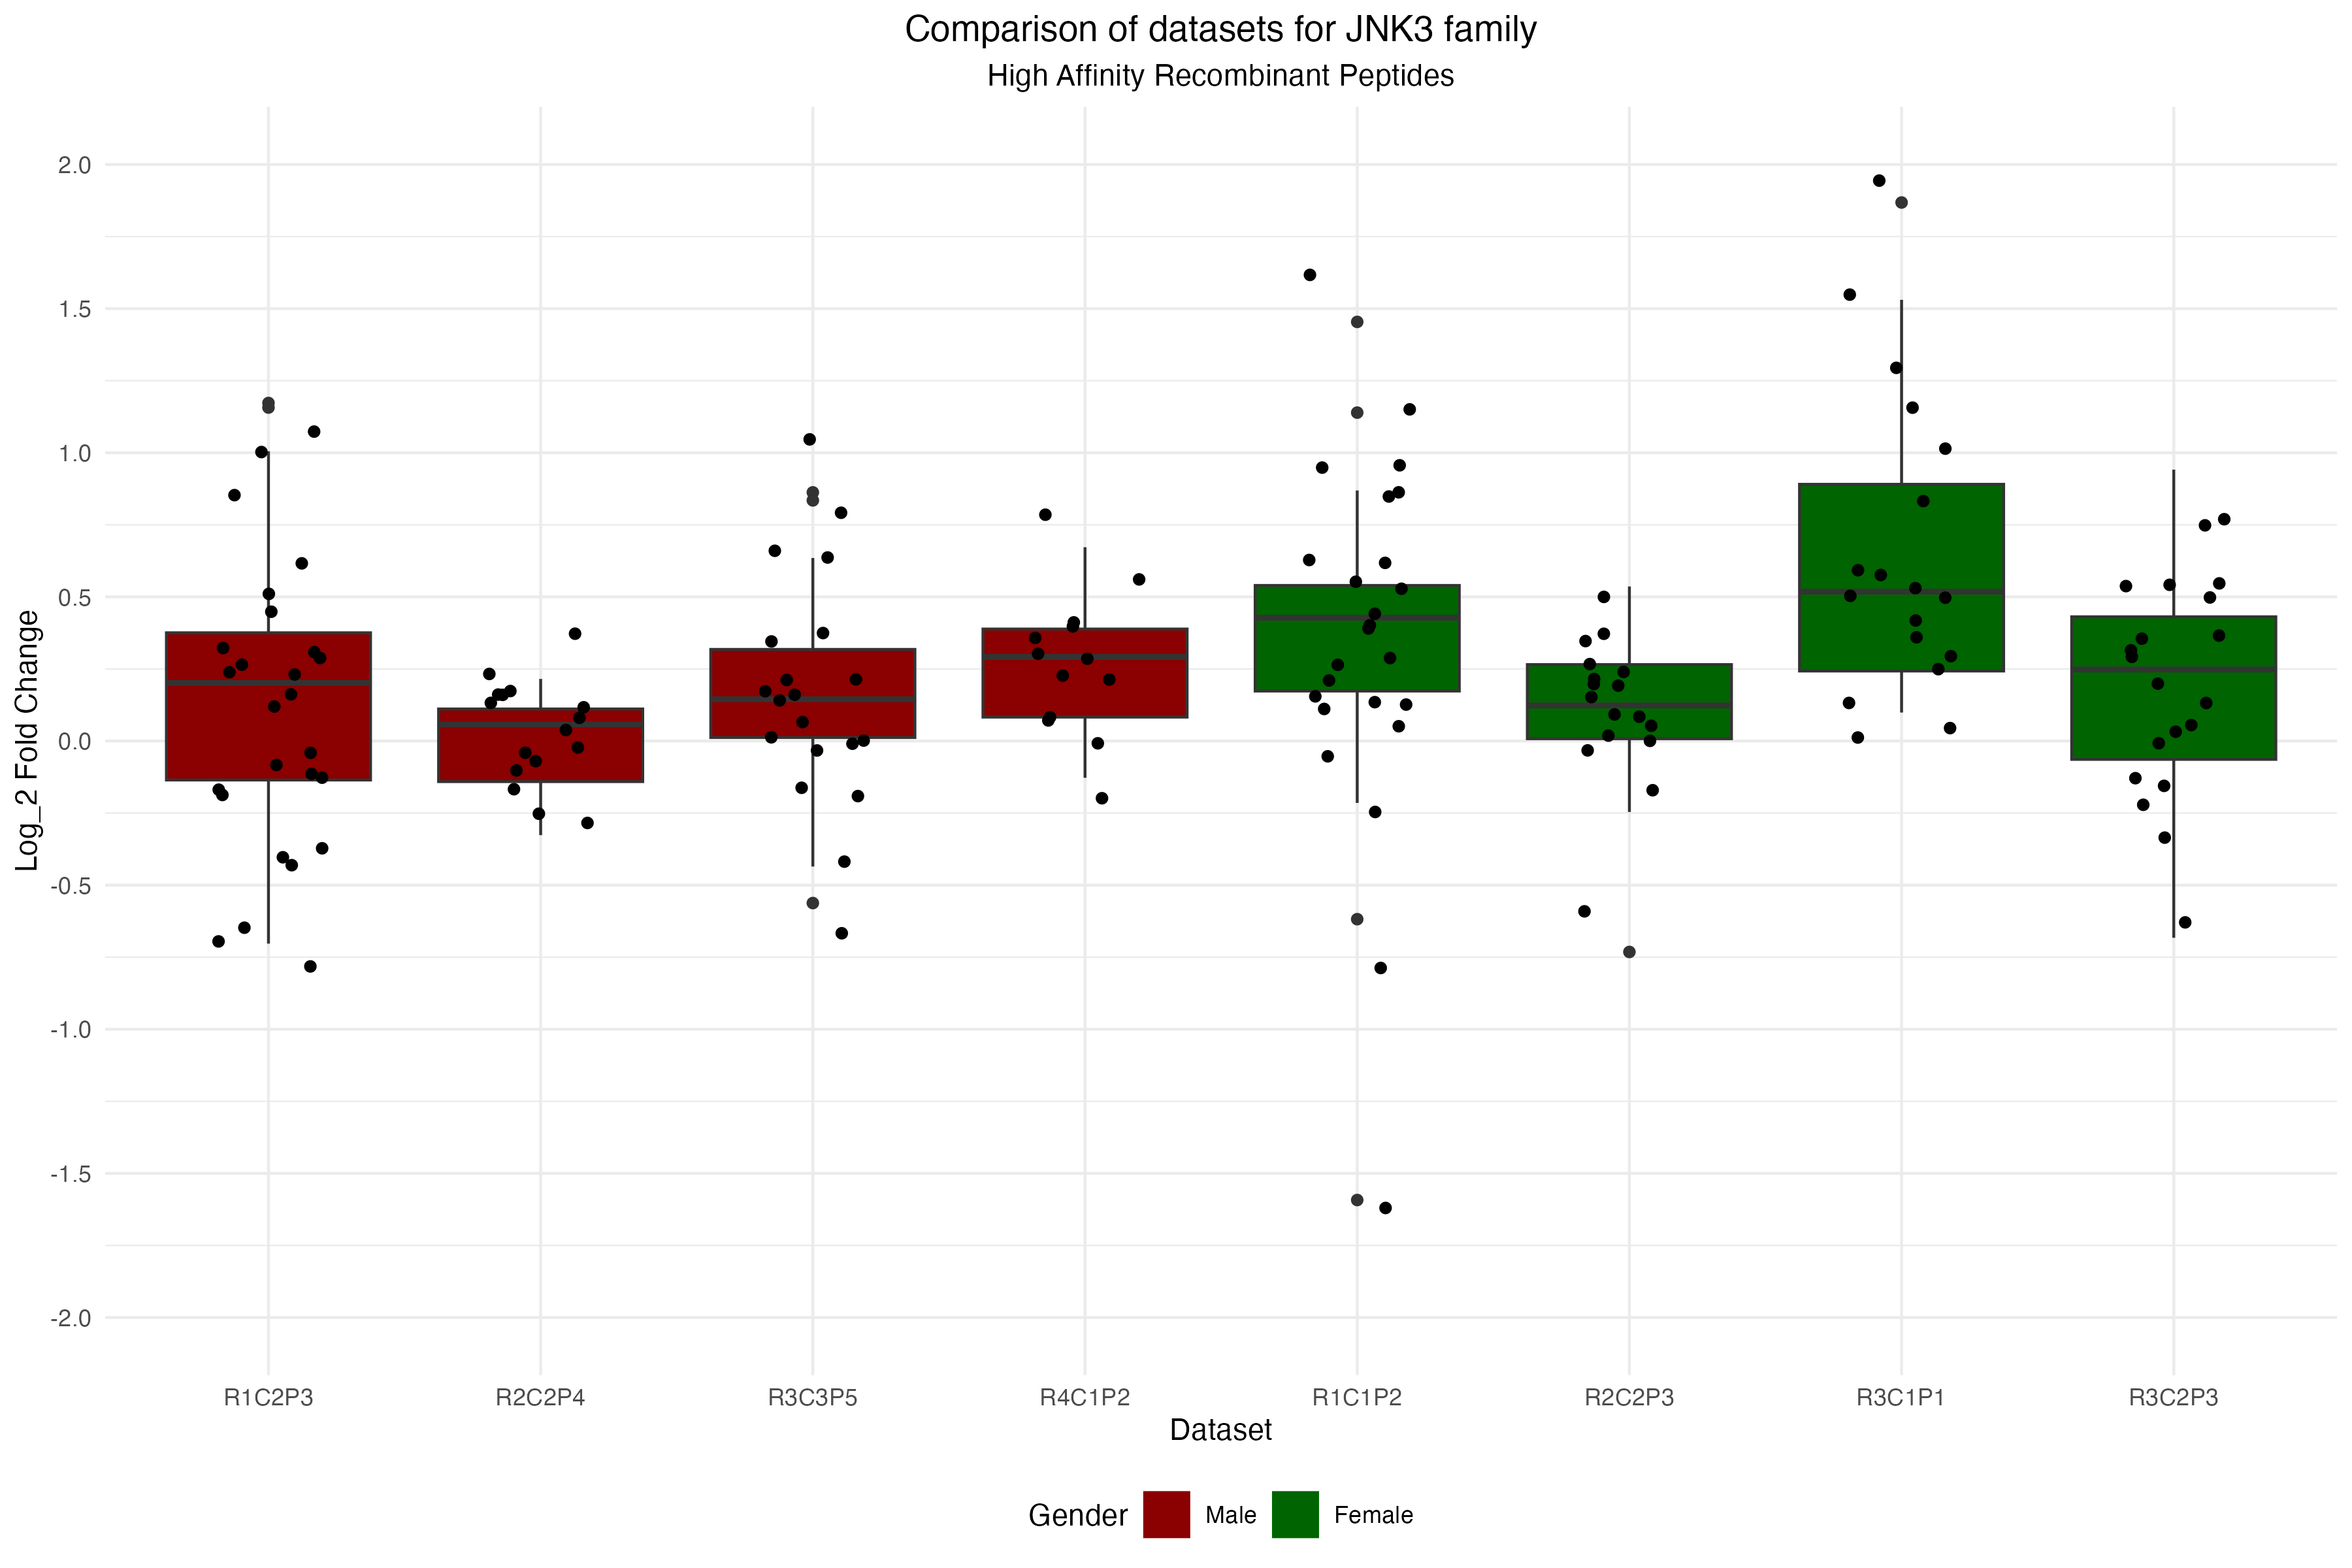 Comparison of datasets for JNK3 family
High Affinity Recombinant Peptides
Log_2 Fold Change
2.0
1.5
1.0
0.5
0.0
-0.5
-1.0
-1.5
-2.0
R1C2P3 R2C2P4 R3C3P5 R4C1P2 R1C1P2 R2C2P3 R3C1P1 R3C2P3
Dataset
Gender Male Female